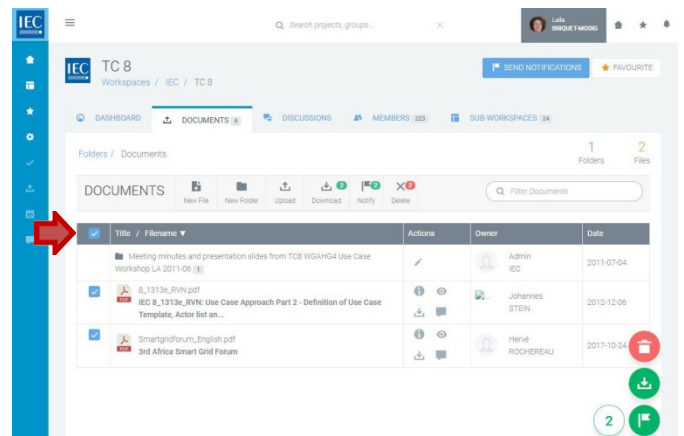 IEC
Search projects, groups ...
Laila
BRIQUET-MOSIG
IEC
TC 8
Workspaces / IEC / TC 8
SEND NOTIFICATIONS
FAVOURITE
DASHBOARD
DOCUMENTS 6
DISCUSSIONS
MEMBERS 223
SUB-WORKSPACES 24
Folders / Documents
1
Folders
2
Files
DOCUMENTS
New File
New Folder
Upload
2
Download
2
Notify
2
Delete
Filter Documents
Title / Filename ▼
Actions
Owner
Date
Meeting minutes and presentation slides from TC8 WGAHG4 Use Case
Workshop LA 2011-06 1
Admin
IEC
2011-07-04
PDF
8_1313e_RVN.pdf
IEC 8_1313e_RVN: Use Case Approach Part 2 - Definition of Use Case
Template, Actor list an...
Johannes
STEIN
2012-12-06
PDF
Smartgridforum_English.pdf
3rd Africa Smart Grid Forum
Hervé
ROCHEREAU
2017-10-24
2